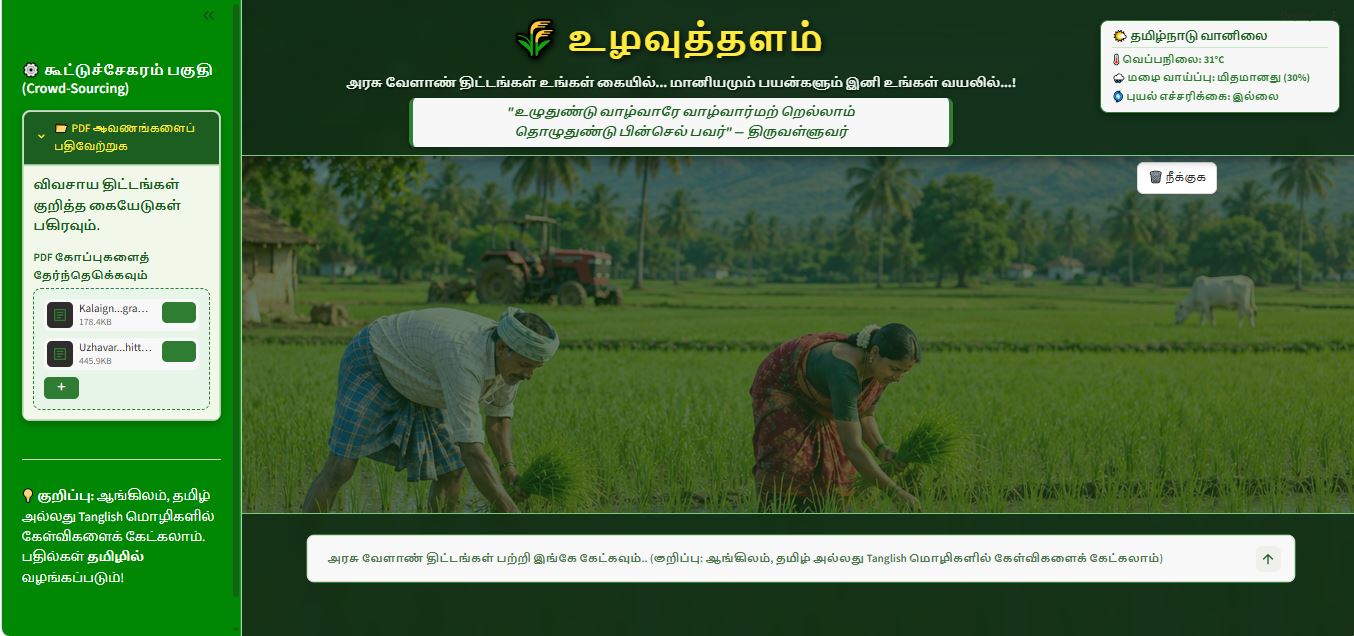 கூட்டுச்சேகரம் பகுதி
(Crowd-Sourcing)
PDF ஆவணங்களைப்
பதிவேற்றுக
விவசாய திட்டங்கள்
குறித்த கையேடுகள்
பகிரவும்.
PDF கோப்புகளைத்
தேர்ந்தெடுக்கவும்
Kalaign...gra...
178.4KB
Uzhavar...hitt...
445.9KB
+
குறிப்பு: ஆங்கிலம், தமிழ்
அல்லது Tanglish மொழிகளில்
கேள்விகளைக் கேட்கலாம்.
பதில்கள் தமிழில்
வழங்கப்படும்!
உழவுத்தளம்
அரசு வேளாண் திட்டங்கள் உங்கள் கையில்... மானியமும் பயன்களும் இனி உங்கள் வயலில்...!
"உழுதுண்டு வாழ்வாரே வாழ்வார்மற் றெல்லாம்
தொழுதுண்டு பின்செல் பவர்" – திருவள்ளுவர்
தமிழ்நாடு வானிலை
வெப்பநிலை: 31°C
மழை வாய்ப்பு: மிதமானது (30%)
புயல் எச்சரிக்கை: இல்லை
நீக்குக
அரசு வேளாண் திட்டங்கள் பற்றி இங்கே கேட்கவும்.. (குறிப்பு: ஆங்கிலம், தமிழ் அல்லது Tanglish மொழிகளில் கேள்விகளைக் கேட்கலாம்)